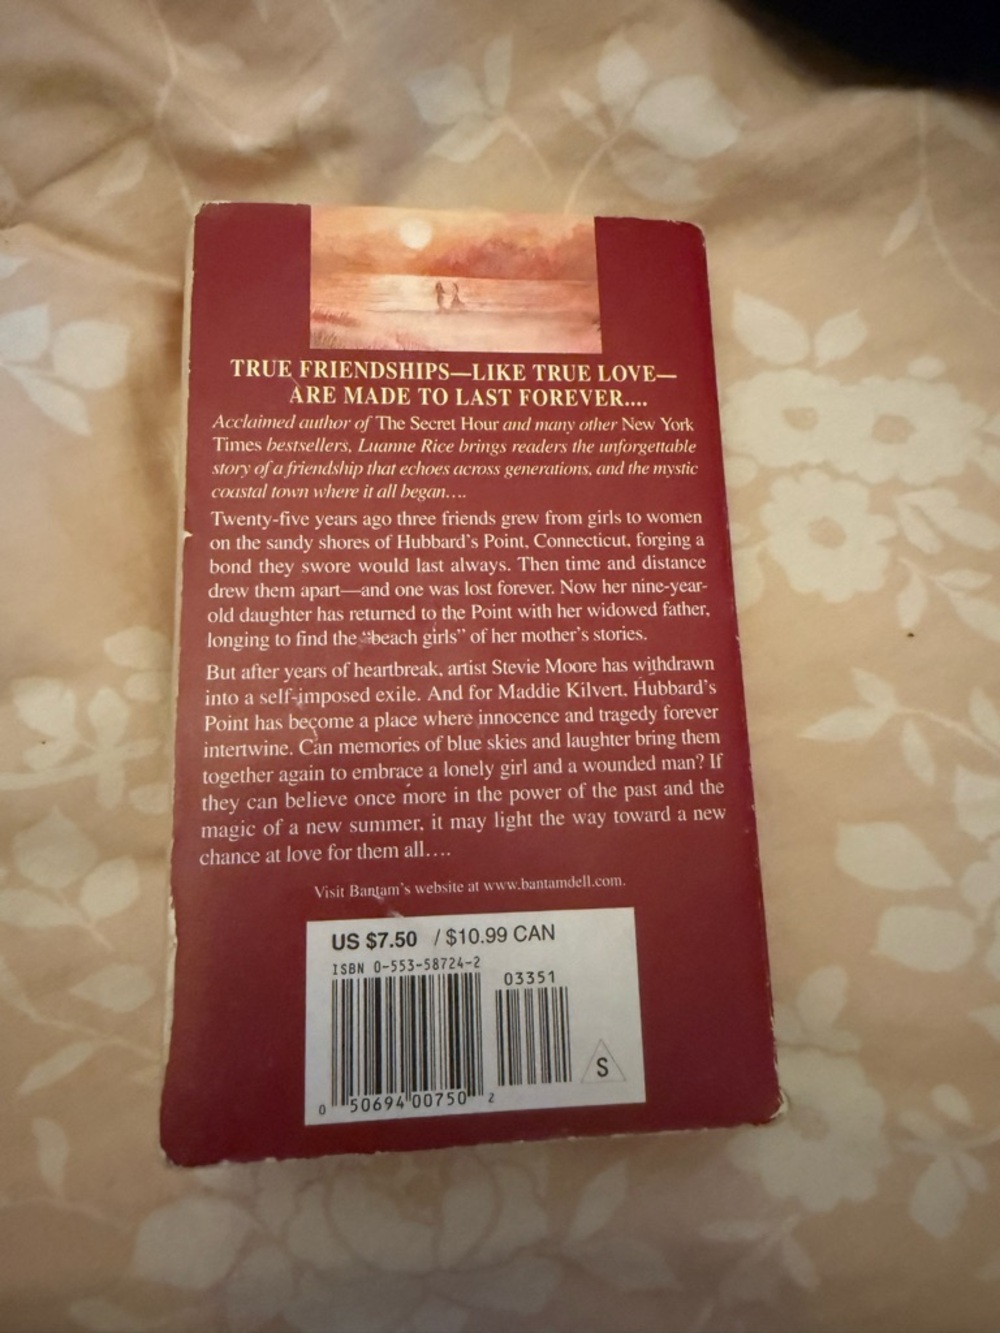 TRUE FRIENDSHIPS—LIKE TRUE LOVE—
ARE MADE TO LAST FOREVER....
Acclaimed author of The Secret Hour and many other New York
Times bestsellers, Luanne Rice brings readers the unforgettable
story of a friendship that echoes across generations, and the mystic
coastal town where it all began....
Twenty-five years ago three friends grew from girls to women
on the sandy shores of Hubbard's Point, Connecticut, forging a
bond they swore would last always. Then time and distance
drew them apart—and one was lost forever. Now her nine-year-
old daughter has returned to the Point with her widowed father,
longing to find the "beach girls" of her mother's stories.
But after years of heartbreak, artist Stevie Moore has withdrawn
into a self-imposed exile. And for Maddie Kilvert, Hubbard's
Point has become a place where innocence and tragedy forever
intertwine. Can memories of blue skies and laughter bring them
together again to embrace a lonely girl and a wounded man? If
they can believe once more in the power of the past and the
magic of a new summer, it may light the way toward a new
chance at love for them all....
Visit Bantam's website at www.bantamdell.com.
US $7.50 / $10.99 CAN
ISBN 0-553-58724-2
03351
S
0 50694 00750 2